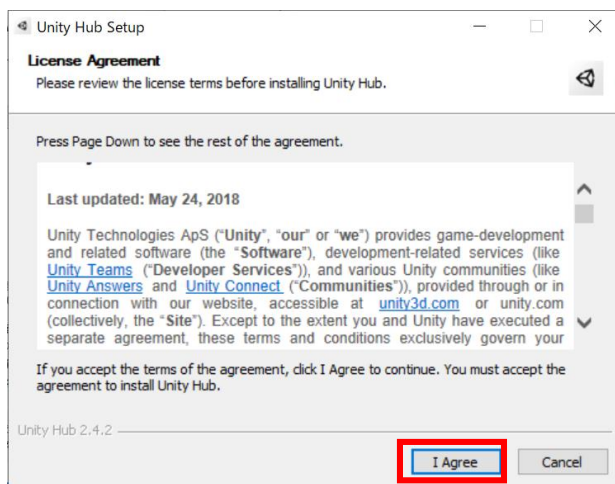 Unity Hub Setup
License Agreement
Please review the license terms before installing Unity Hub.
Press Page Down to see the rest of the agreement.
Last updated: May 24, 2018
Unity Technologies ApS (“Unity”, “our” or “we”) provides game-development
and related software (the “Software”), development-related services (like
Unity Teams (“Developer Services”)), and various Unity communities (like
Unity Answers and Unity Connect (“Communities”)), provided through or in
connection with our website, accessible at unity3d.com or unity.com
(collectively, the “Site”). Except to the extent you and Unity have executed a
separate agreement, these terms and conditions exclusively govern your
If you accept the terms of the agreement, click I Agree to continue. You must accept the
agreement to install Unity Hub.
Unity Hub 2.4.2
I Agree Cancel